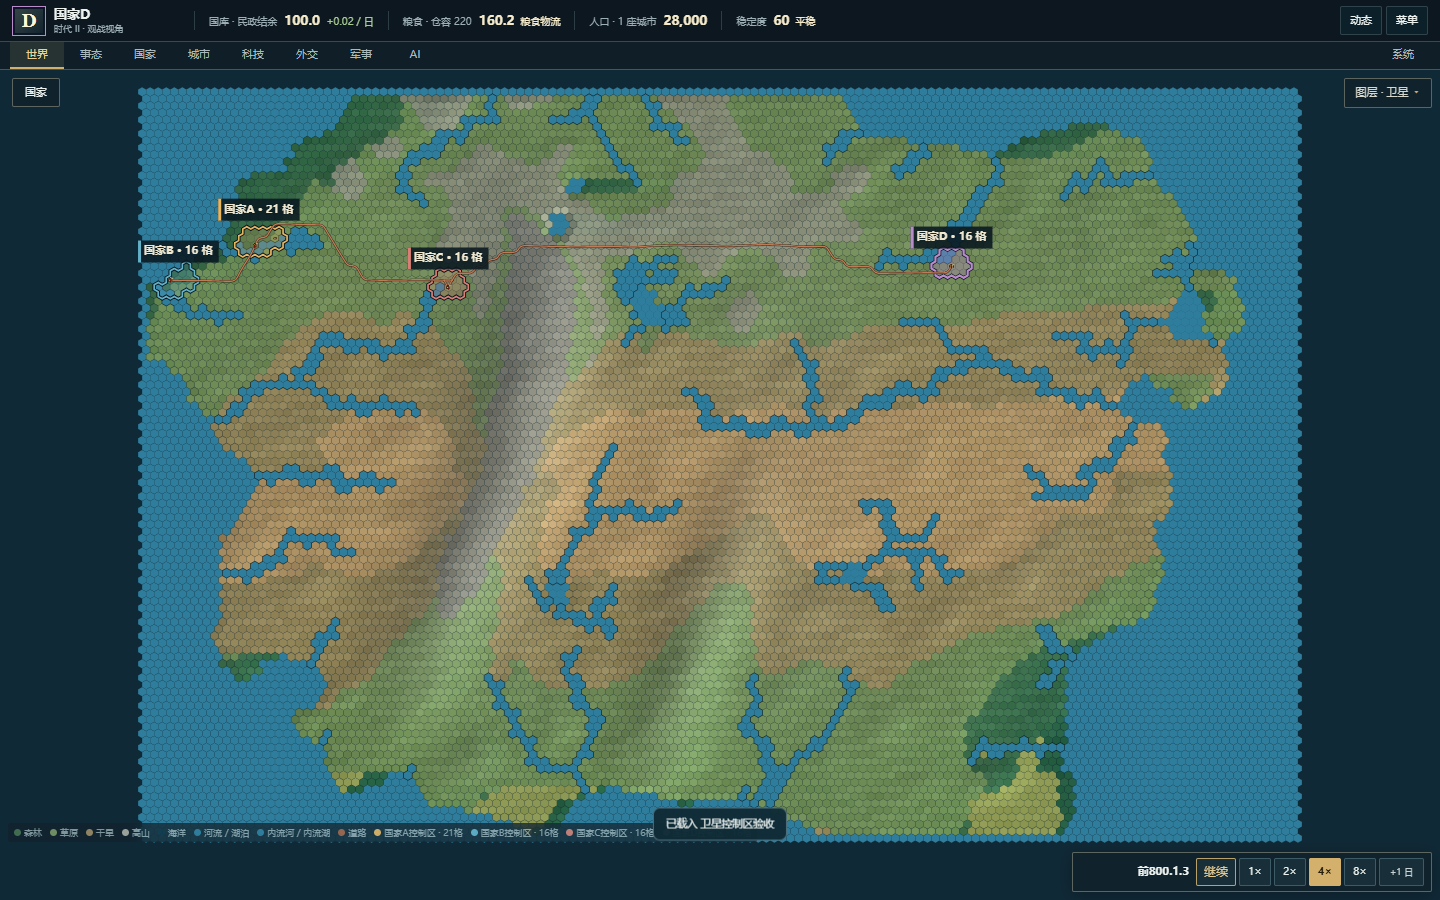 D
国家D
时代 II · 观战视角
国库 · 民政结余 100.0 +0.02 / 日
粮食 · 仓容 220 160.2 粮食物流
人口 · 1 座城市 28,000
稳定度 60 平稳
动态
菜单
世界
事态
国家
城市
科技
外交
军事
AI
系统
国家
图层 · 卫星
国家A • 21 格
国家B • 16 格
国家C • 16 格
国家D • 16 格
森林 草原 干旱 高山 海洋 河流 / 湖泊 内流河 / 内流湖 道路 国家A控制区 · 21格 国家B控制区 · 16格 国家C控制区 · 16格
已载入 卫星控制区验收
前800.1.3
继续
1×
2×
4×
8×
+1 日